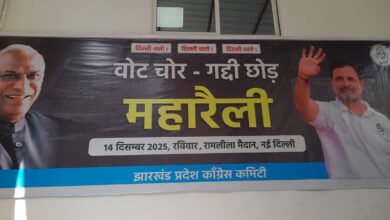 दिल्ली चलो ! दिल्ली चलो ! दिल्ली चलो !
वोट चोर - गद्दी छोड़
महारैली
14 दिसम्बर 2025, रविवार, रामलीला मैदान, नई दिल्ली
झारखंड प्रदेश काँग्रेस कमिटी